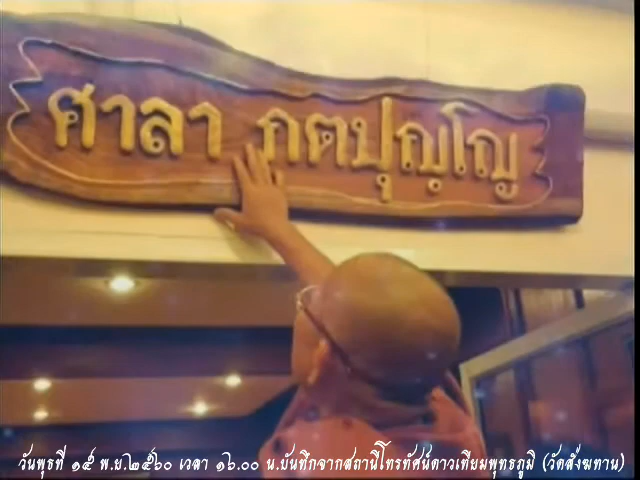 ศาลา ภตปุญฺโญ
วันพุธที่ ๑๕ พ.ย.๒๕๖๐ เวลา ๑๖.๐๐ น.บันทึกจากสถานีโทรทัศน์ดาวเทียมพุทธภูมิ (วัดสังฆทาน)